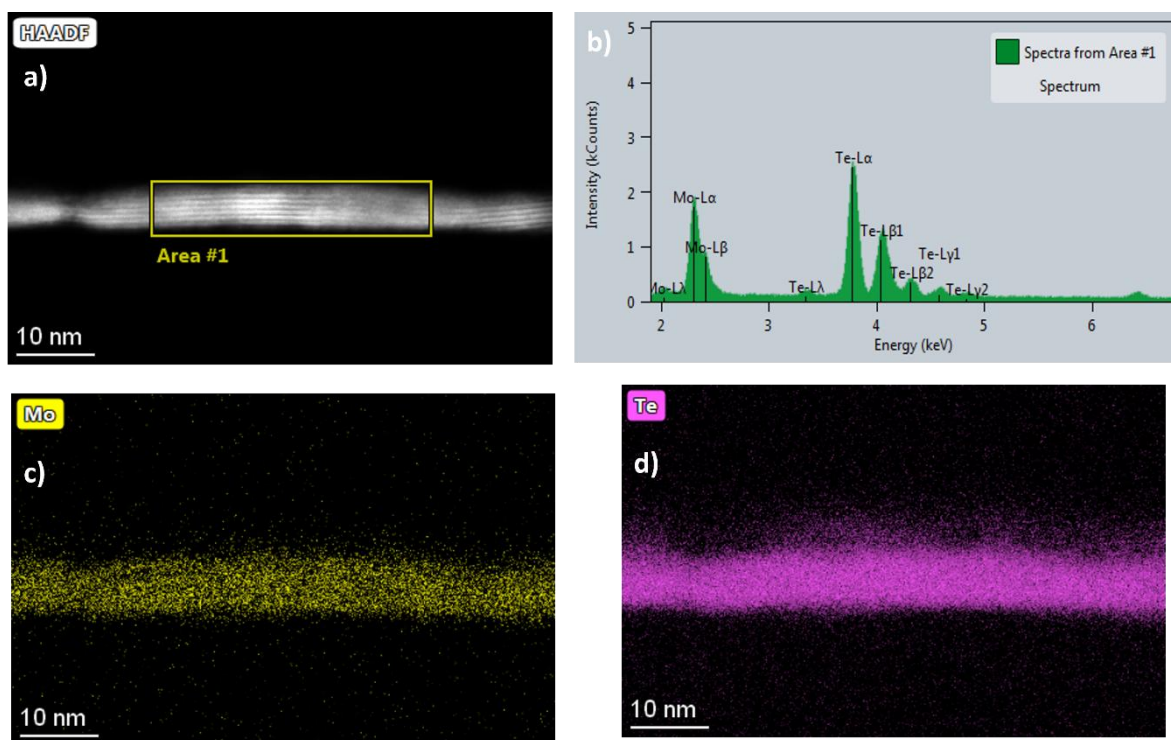 HAADF
a)
Area #1
10 nm
b)
Spectra from Area #1
Spectrum
Intensity (kCounts)
5
4
3
2
1
0
Mo-Lλ
Mo-Lα
Mo-Lβ
Te-Lλ
Te-Lα
Te-Lβ1
Te-Lβ2
Te-Lγ1
Te-Lγ2
2 3 4 5 6
Energy (keV)
Mo
c)
10 nm
Te
d)
10 nm